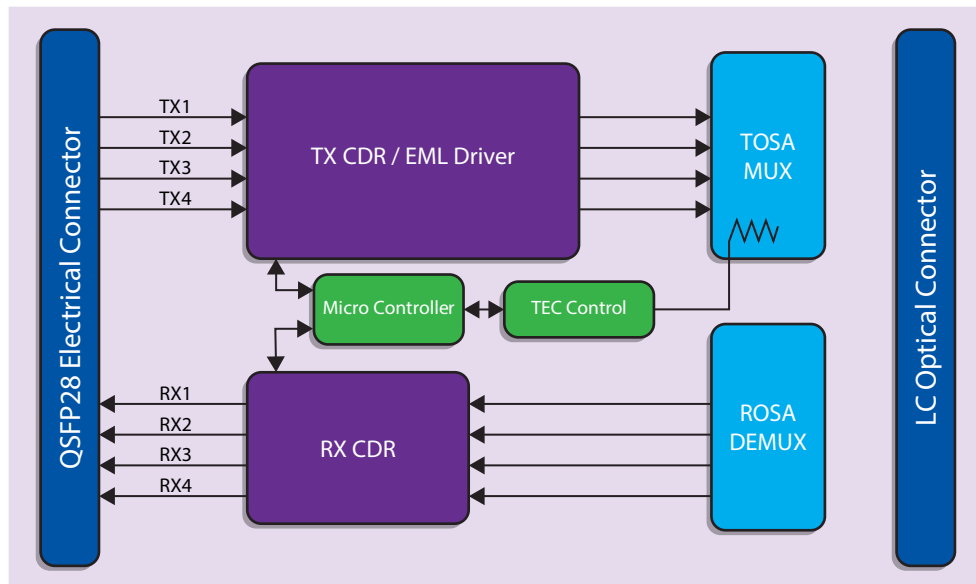 QSFP28 Electrical Connector
TX1
TX2
TX3
TX4
TX CDR / EML Driver
TOSA
MUX
LC Optical Connector
Micro Controller
TEC Control
RX1
RX2
RX3
RX4
RX CDR
ROSA
DEMUX